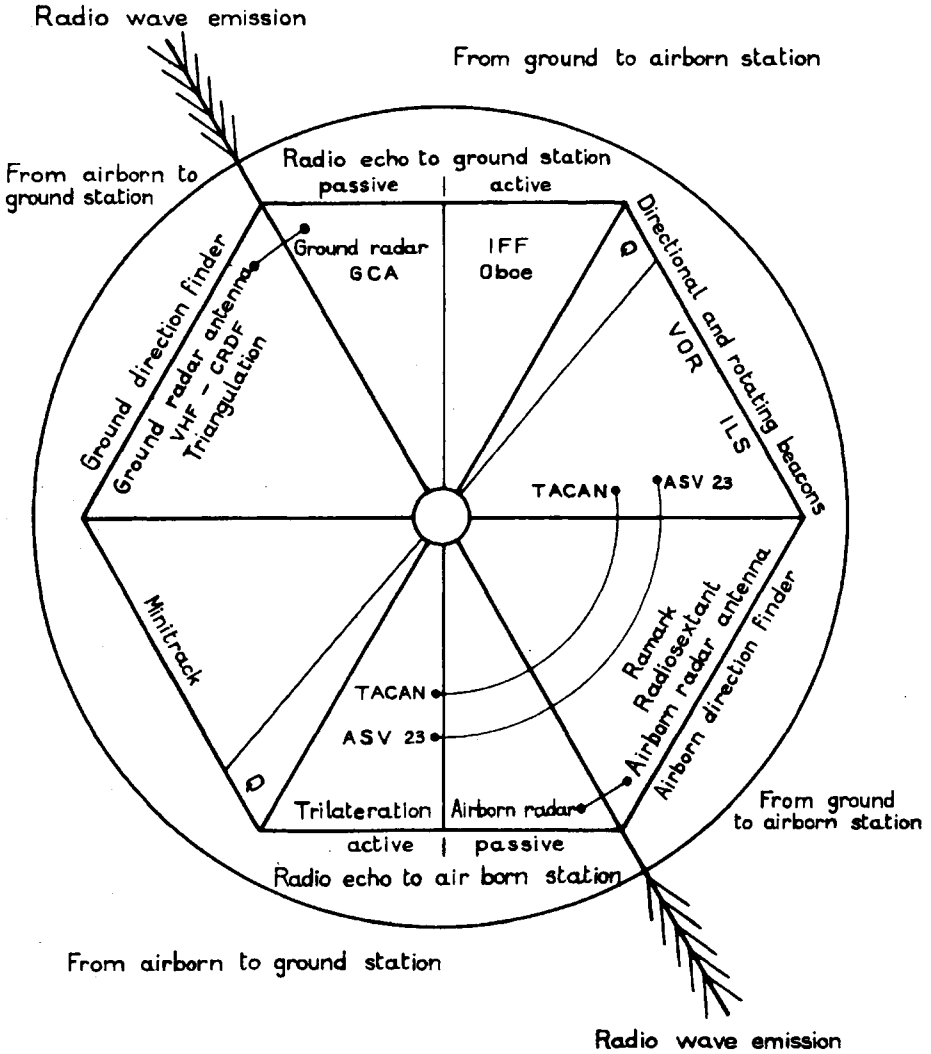 Radio wave emission
From ground to airborn station
From airborn to
ground station
Radio echo to ground station
passive
active
Ground radar
GCA
IFF
Oboe
Q
Directional and rotating beacons
VOR
ILS
Ground direction finder
Ground radar antenna
VHF - CRDF
Triangulation
TACAN
ASV 23
Minitrack
Q
TACAN
ASV 23
Ramark
Radiosextant
Airborn radar antenna
Airborn direction finder
Trilateration
Airborn radar
active
passive
Radio echo to air born station
From ground
to airborn station
From airborn to ground station
Radio wave emission